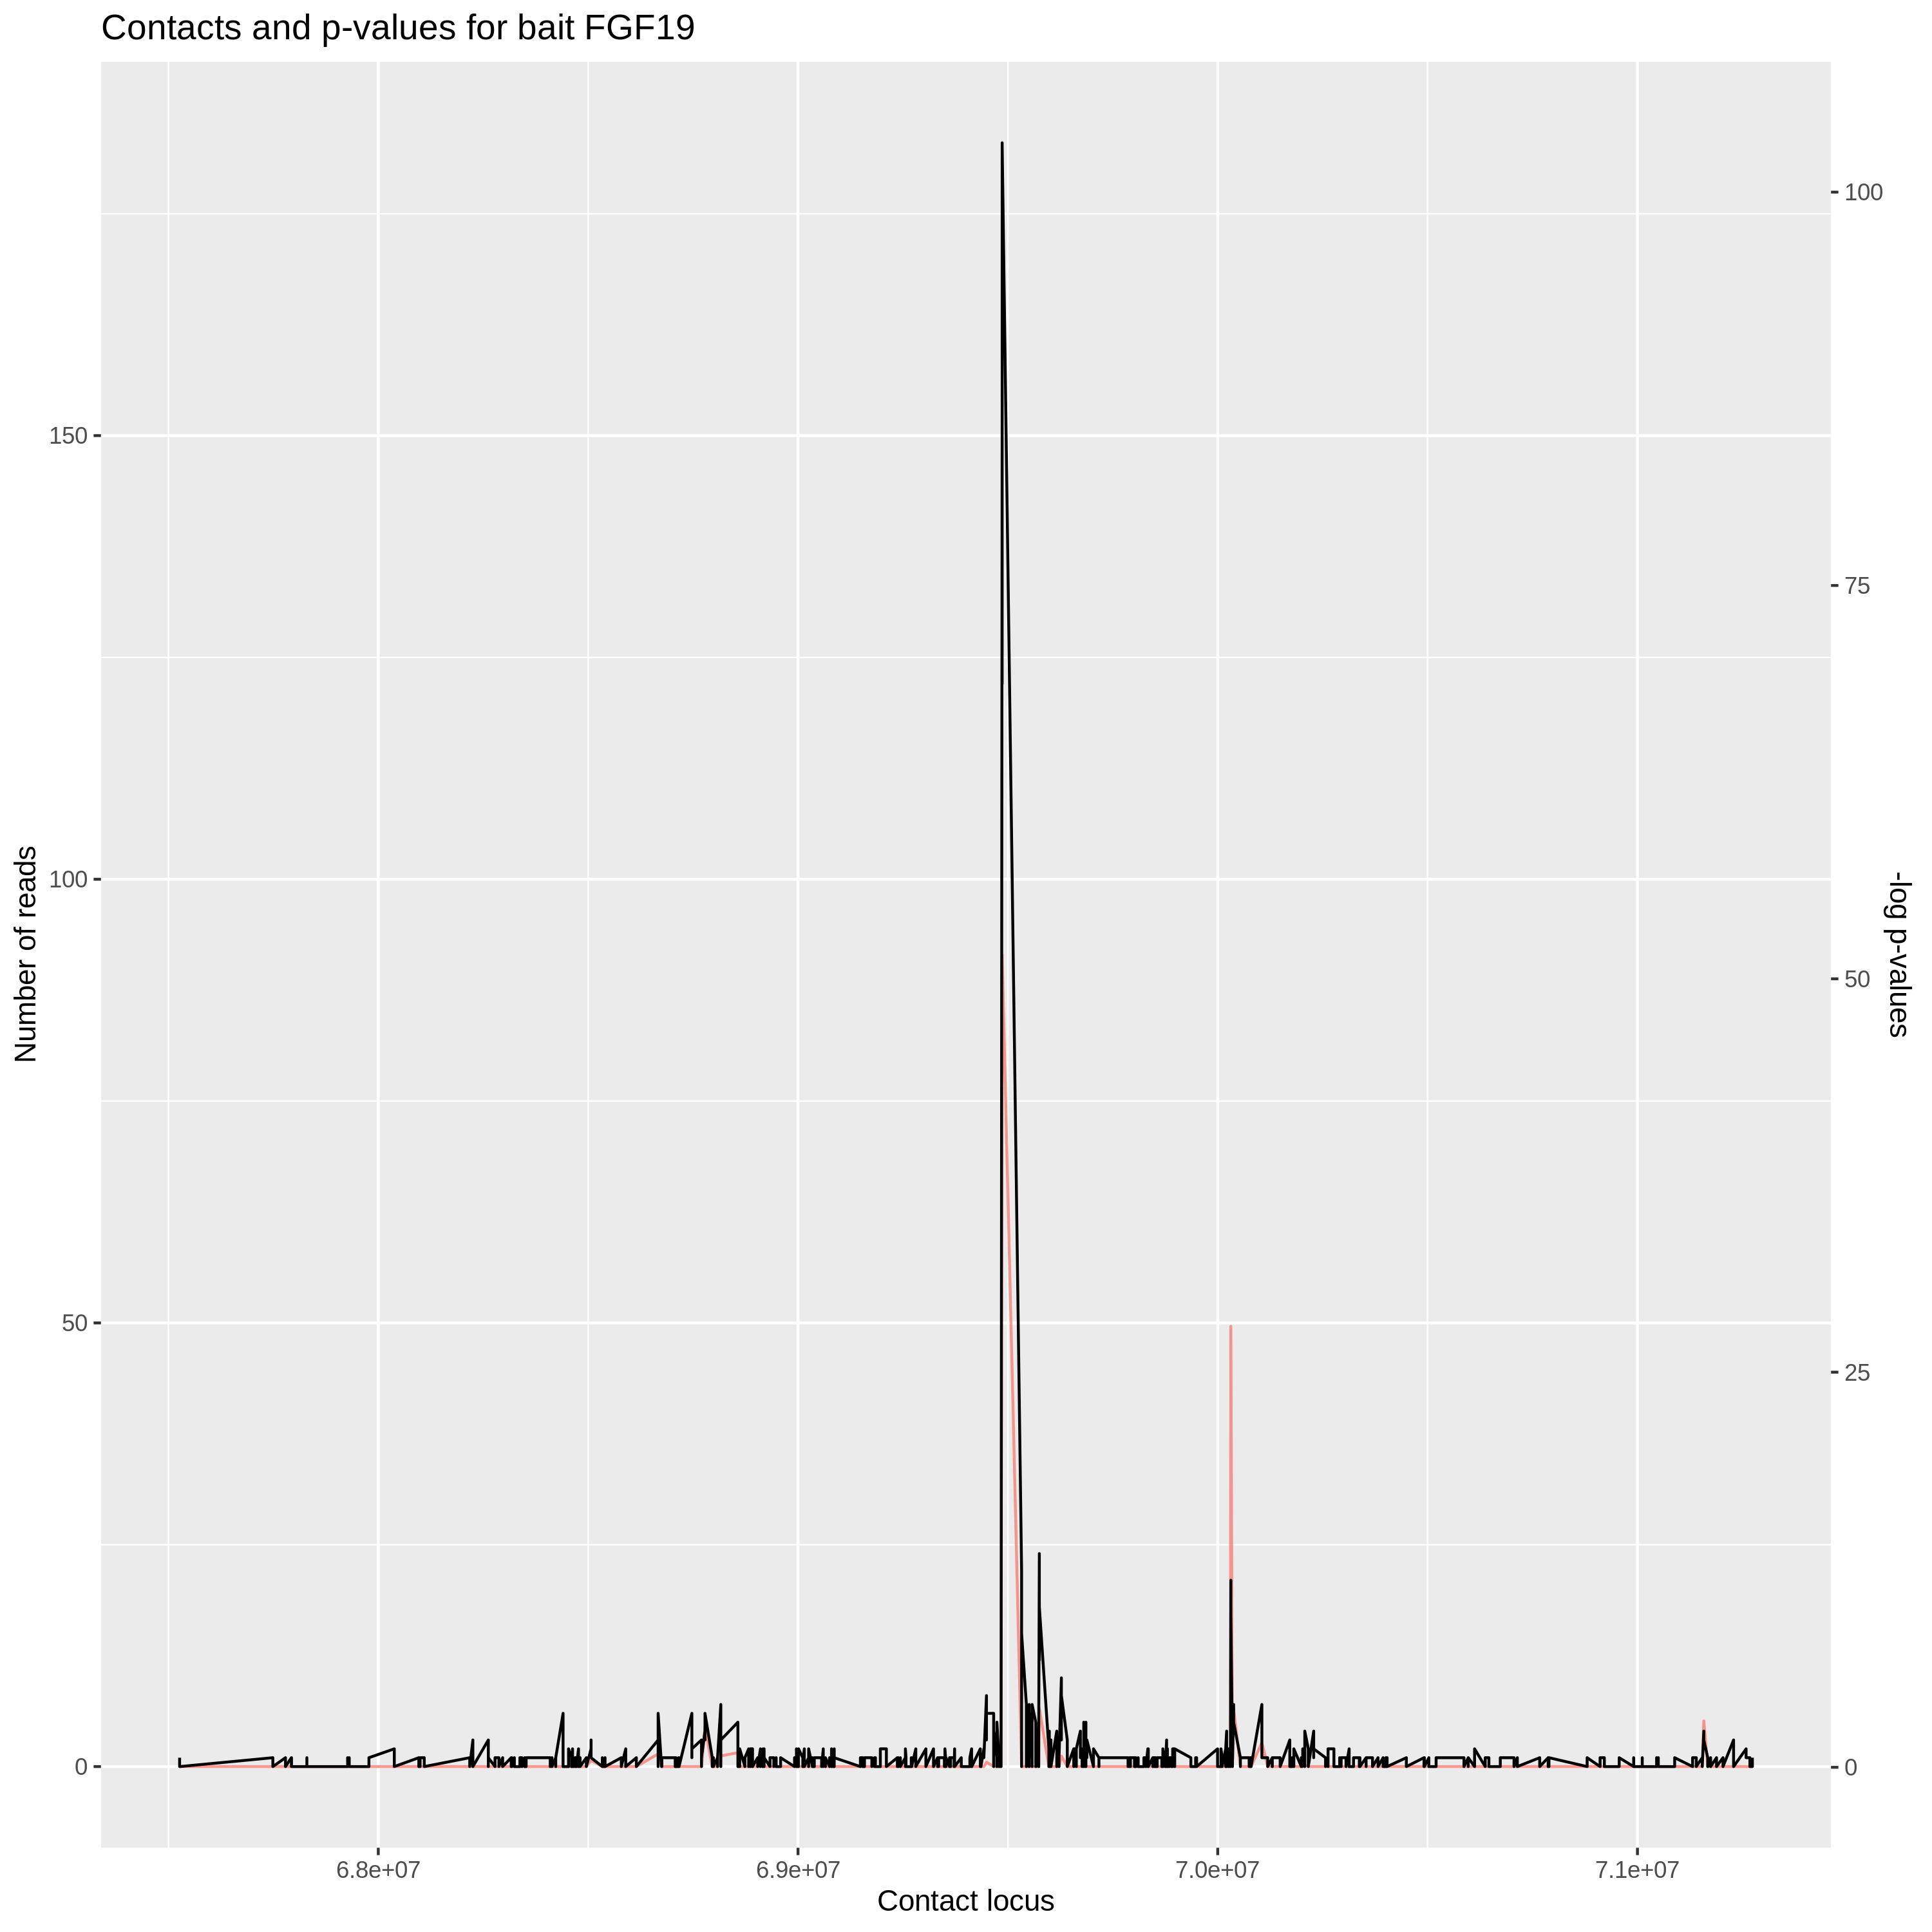 Contacts and p-values for bait FGF19
Number of reads
150
100
50
0
100
75
50
25
0
-log p-values
6.8e+07 6.9e+07 7.0e+07 7.1e+07
Contact locus